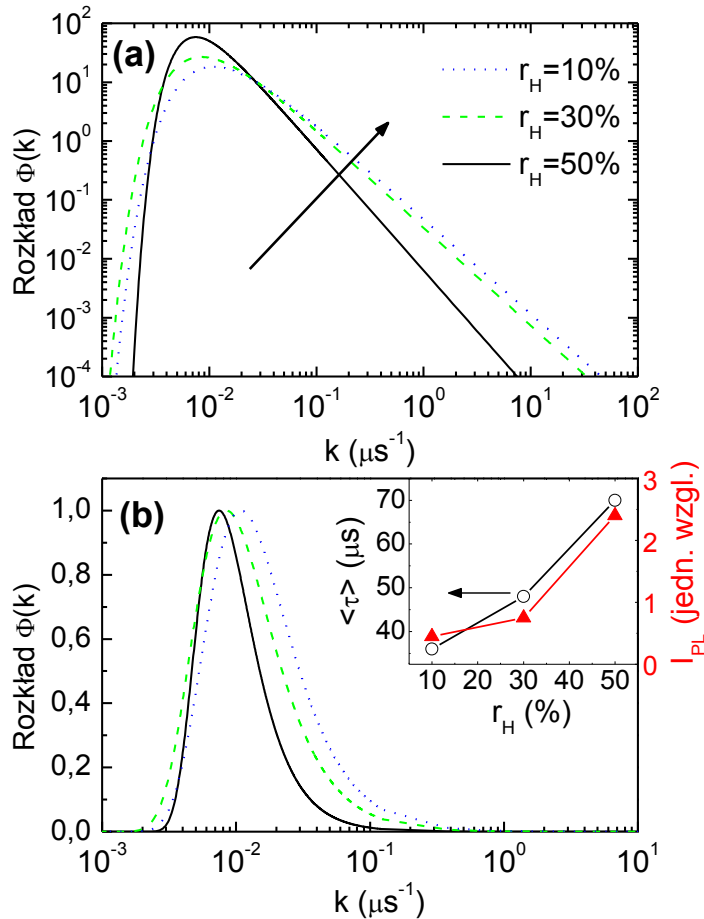 (a)
r_H=10%
r_H=30%
r_H=50%
Rozkład Φ(k)
10^2
10^1
10^0
10^-1
10^-2
10^-3
10^-4
10^-3 10^-2 10^-1 10^0 10^1 10^2
k (μs^-1)
(b)
Rozkład Φ(k)
1,0
0,8
0,6
0,4
0,2
0,0
10^-3 10^-2 10^-1 10^0 10^1
k (μs^-1)
<τ> (μs)
70
60
50
40
10 20 30 40 50
r_H (%)
3
2
1
0
I_PL (jedn. wzgl.)